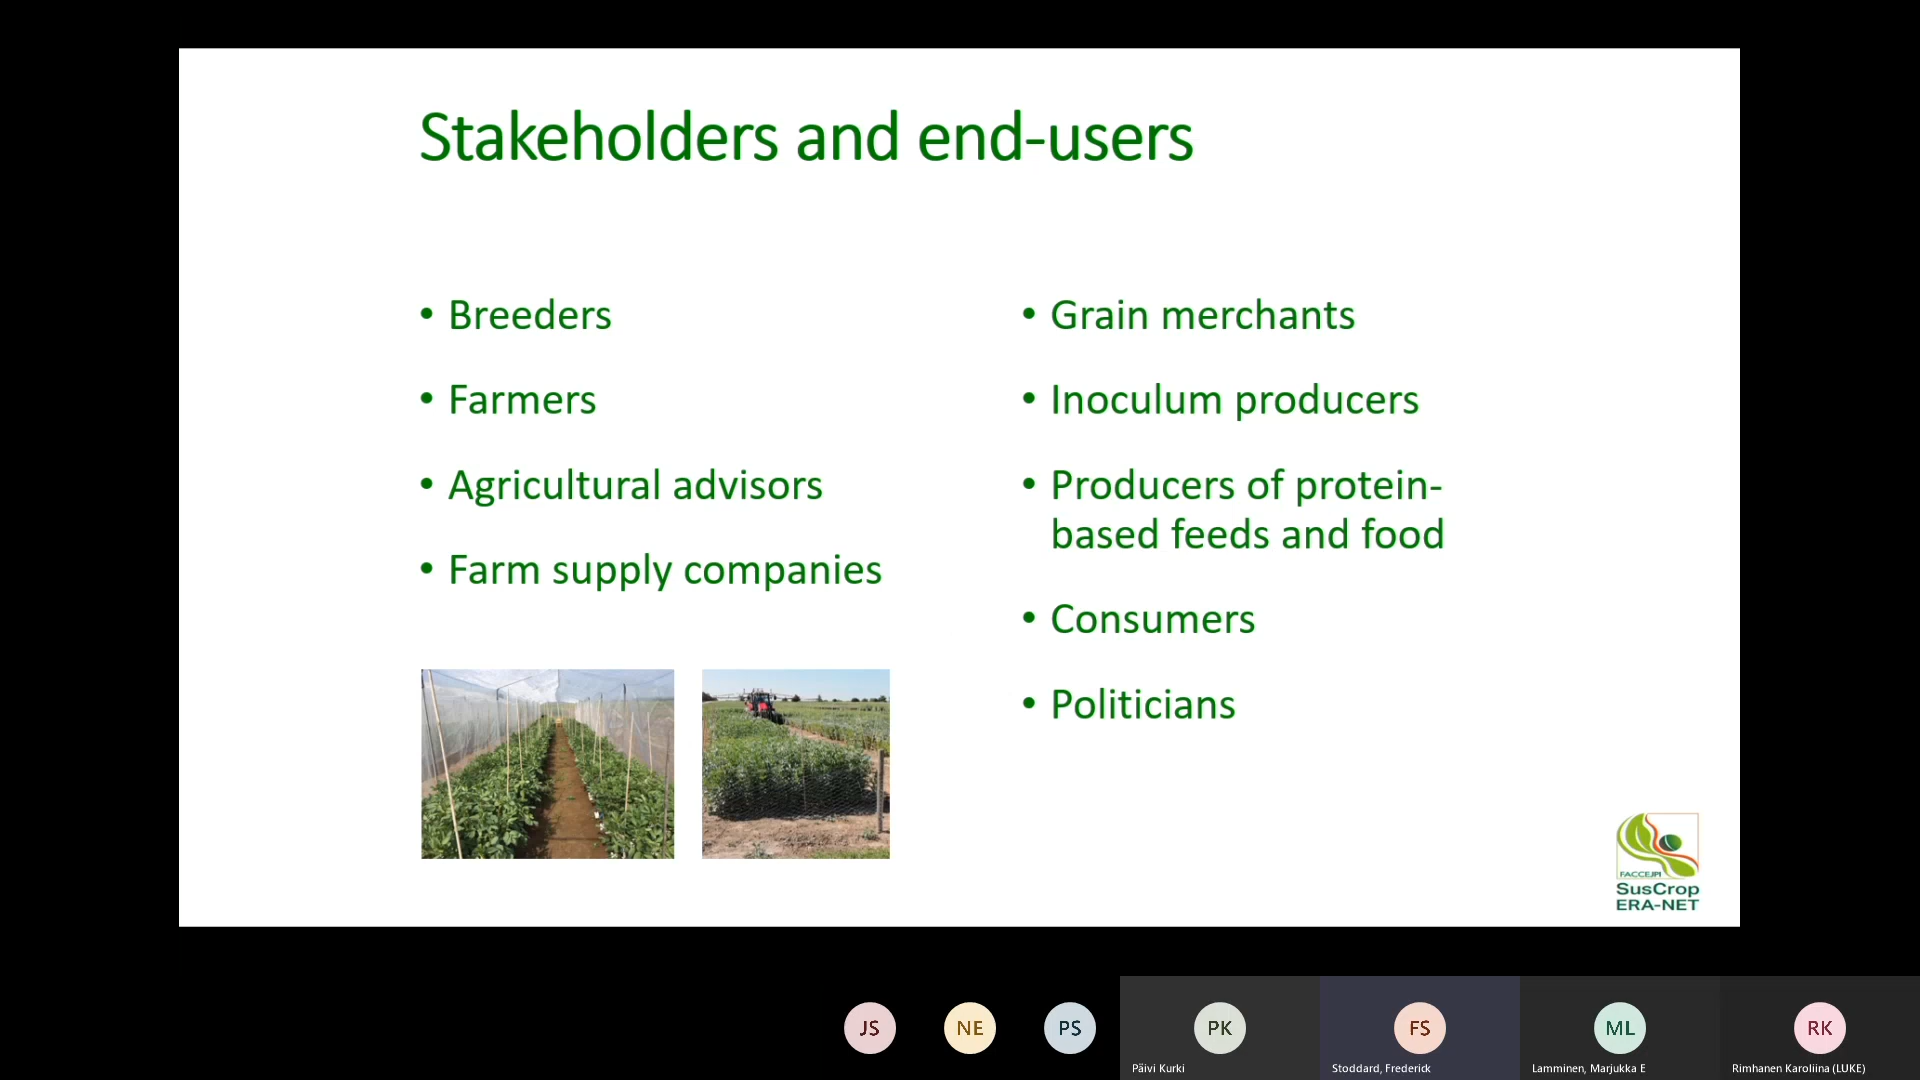 Stakeholders and end-users
• Breeders
• Farmers
• Agricultural advisors
• Farm supply companies
• Grain merchants
• Inoculum producers
• Producers of protein-
based feeds and food
• Consumers
• Politicians
FACCEJPI
SusCrop
ERA-NET
JS
NE
PS
PK
FS
ML
RK
Päivi Kurki
Stoddard, Frederick
Lamminen, Marjukka E
Rimhanen Karoliina (LUKE)